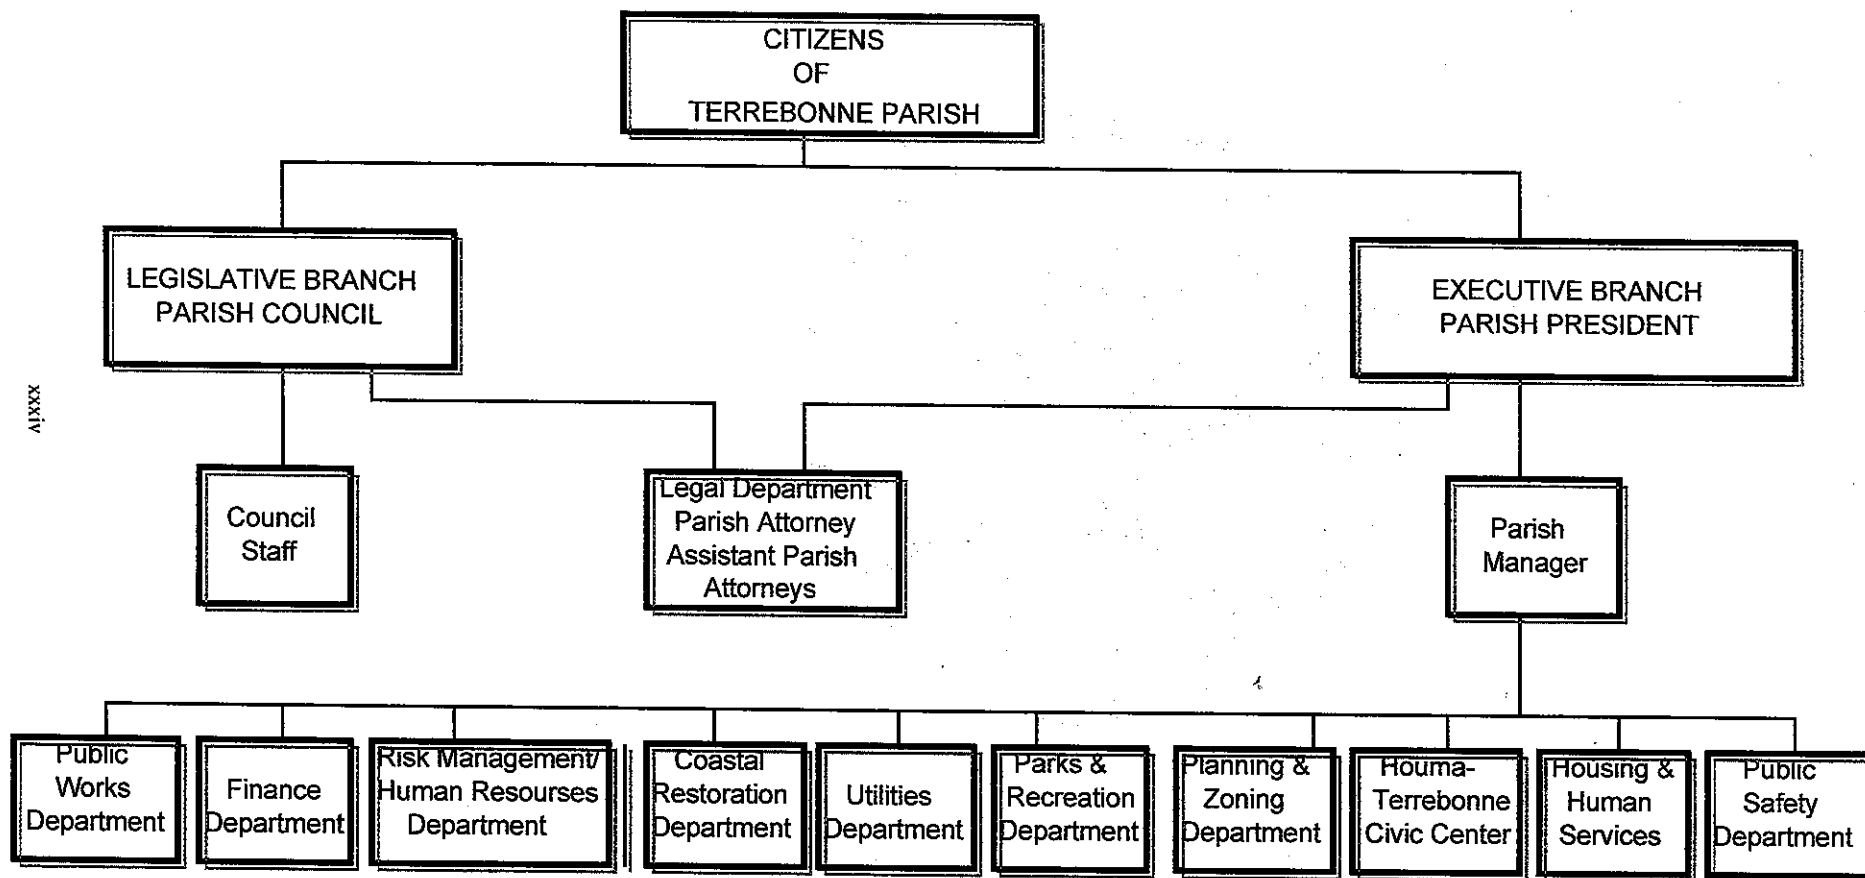 CITIZENS
OF
TERREBONNE PARISH
LEGISLATIVE BRANCH
PARISH COUNCIL
EXECUTIVE BRANCH
PARISH PRESIDENT
xxxiv
Council
Staff
Legal Department
Parish Attorney
Assistant Parish
Attorneys
Parish
Manager
Public
Works
Department
Finance
Department
Risk Management/
Human Resourses
Department
Coastal
Restoration
Department
Utilities
Department
Parks &
Recreation
Department
Planning &
Zoning
Department
Houma-
Terrebonne
Civic Center
Housing &
Human
Services
Public
Safety
Department